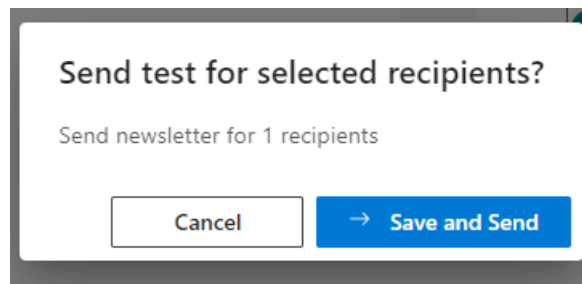 Send test for selected recipients?
Send newsletter for 1 recipients
Cancel
Save and Send